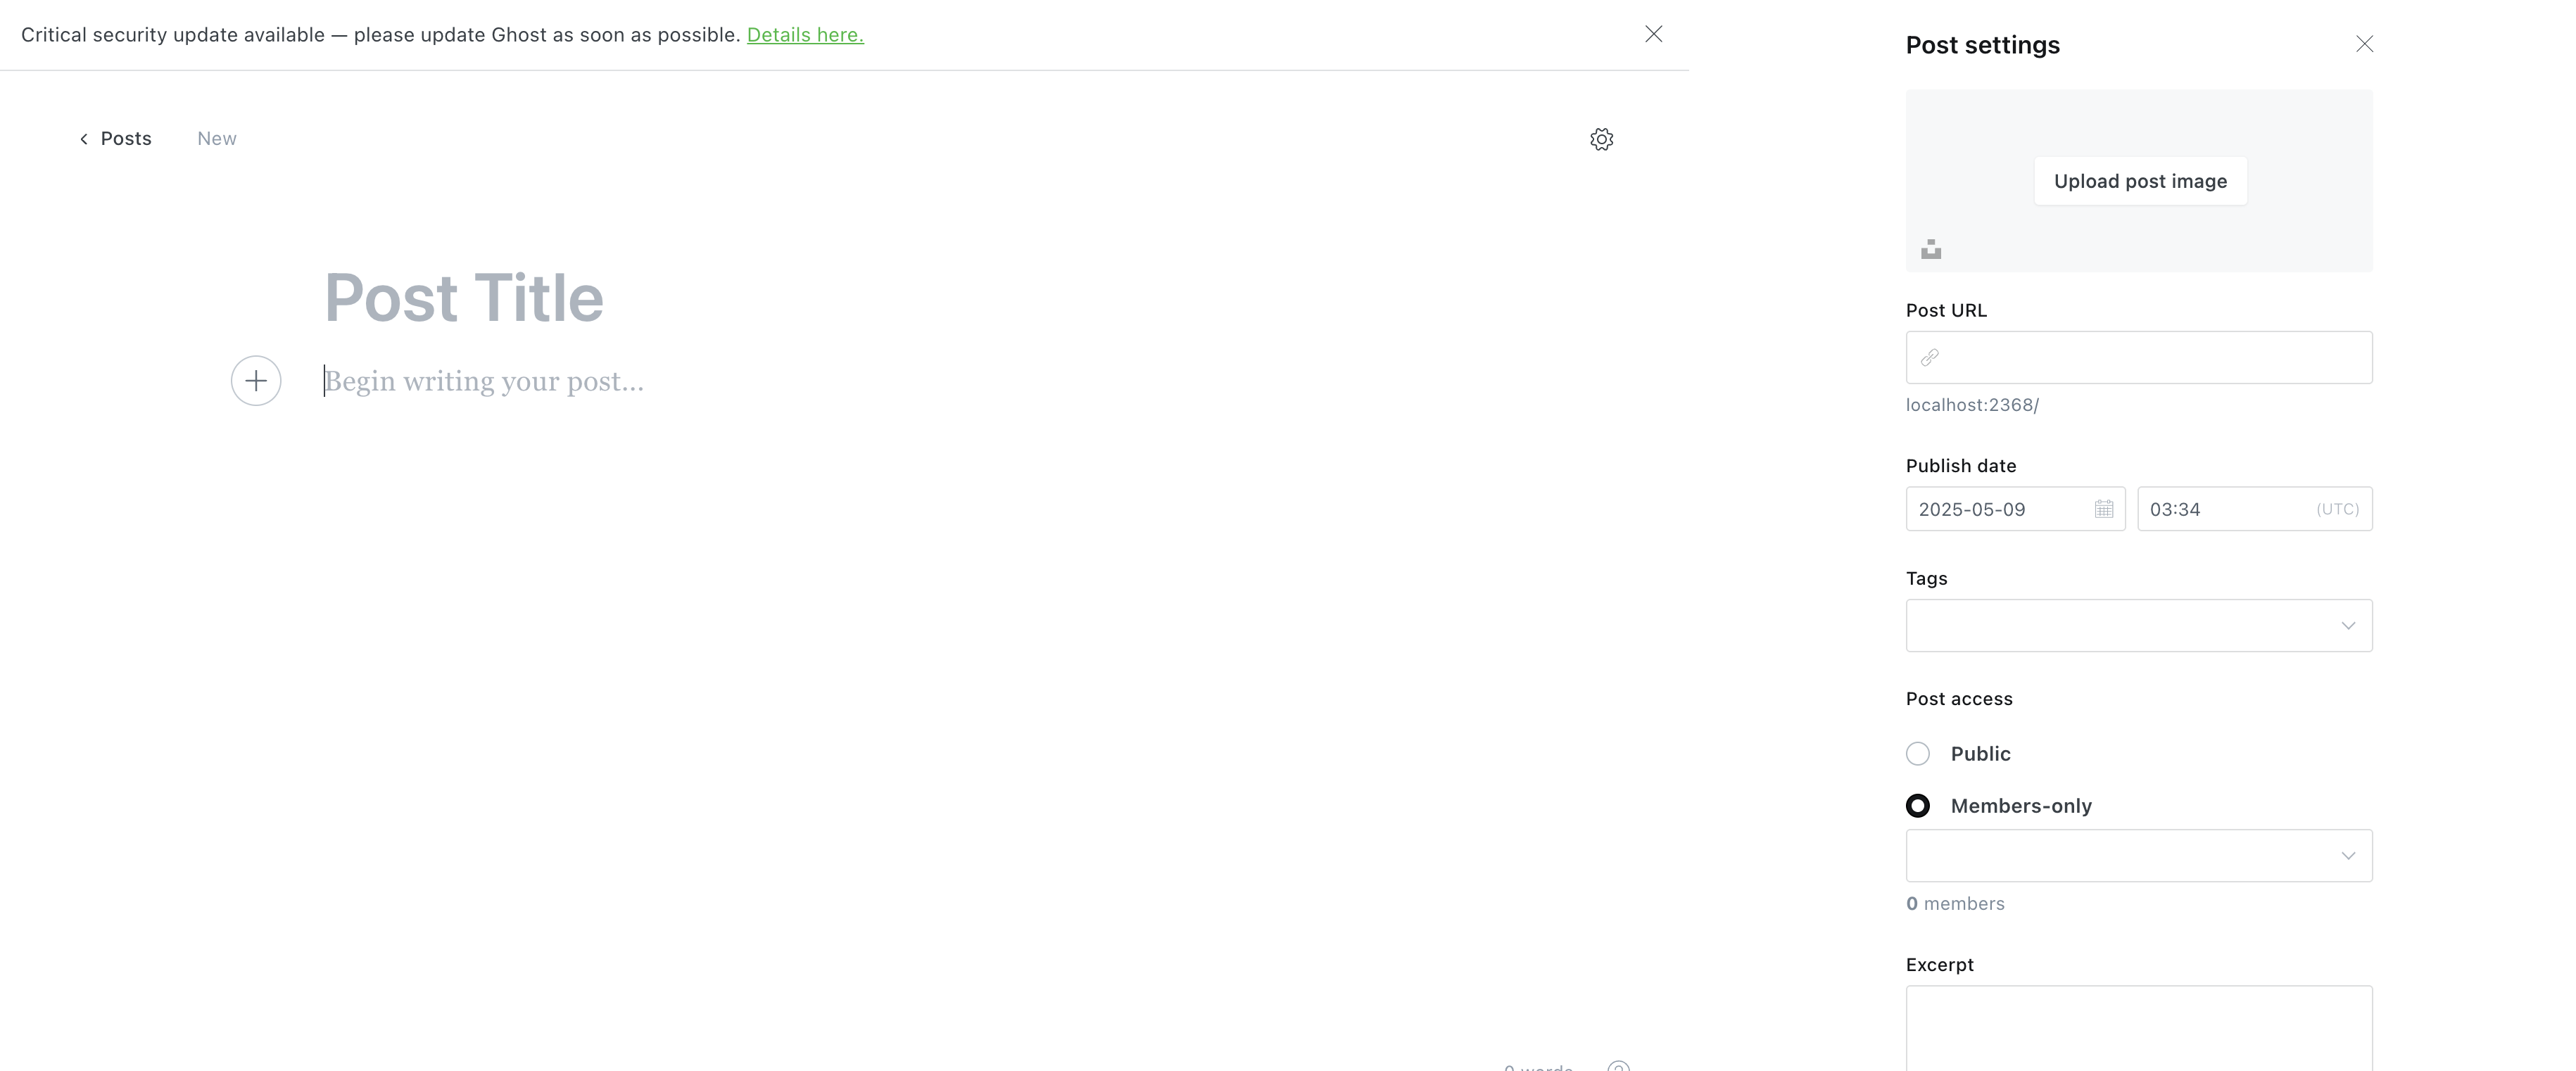 Critical security update available — please update Ghost as soon as possible. Details here.
Posts
New
Post Title
Begin writing your post...
0 words
Post settings
Upload post image
Post URL
localhost:2368/
Publish date
2025-05-09
03:34 (UTC)
Tags
Post access
Public
Members-only
0 members
Excerpt